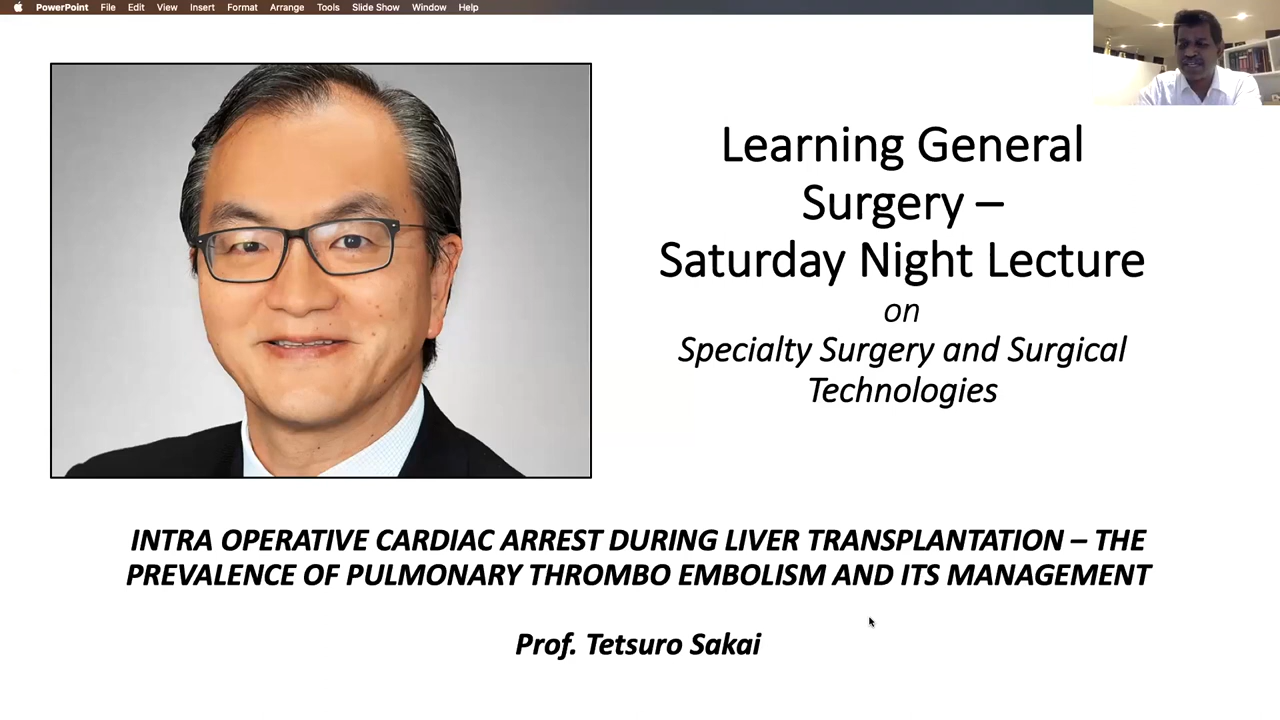 PowerPoint File Edit View Insert Format Arrange Tools Slide Show Window Help
Learning General
Surgery –
Saturday Night Lecture
on
Specialty Surgery and Surgical
Technologies
INTRA OPERATIVE CARDIAC ARREST DURING LIVER TRANSPLANTATION – THE
PREVALENCE OF PULMONARY THROMBO EMBOLISM AND ITS MANAGEMENT
Prof. Tetsuro Sakai